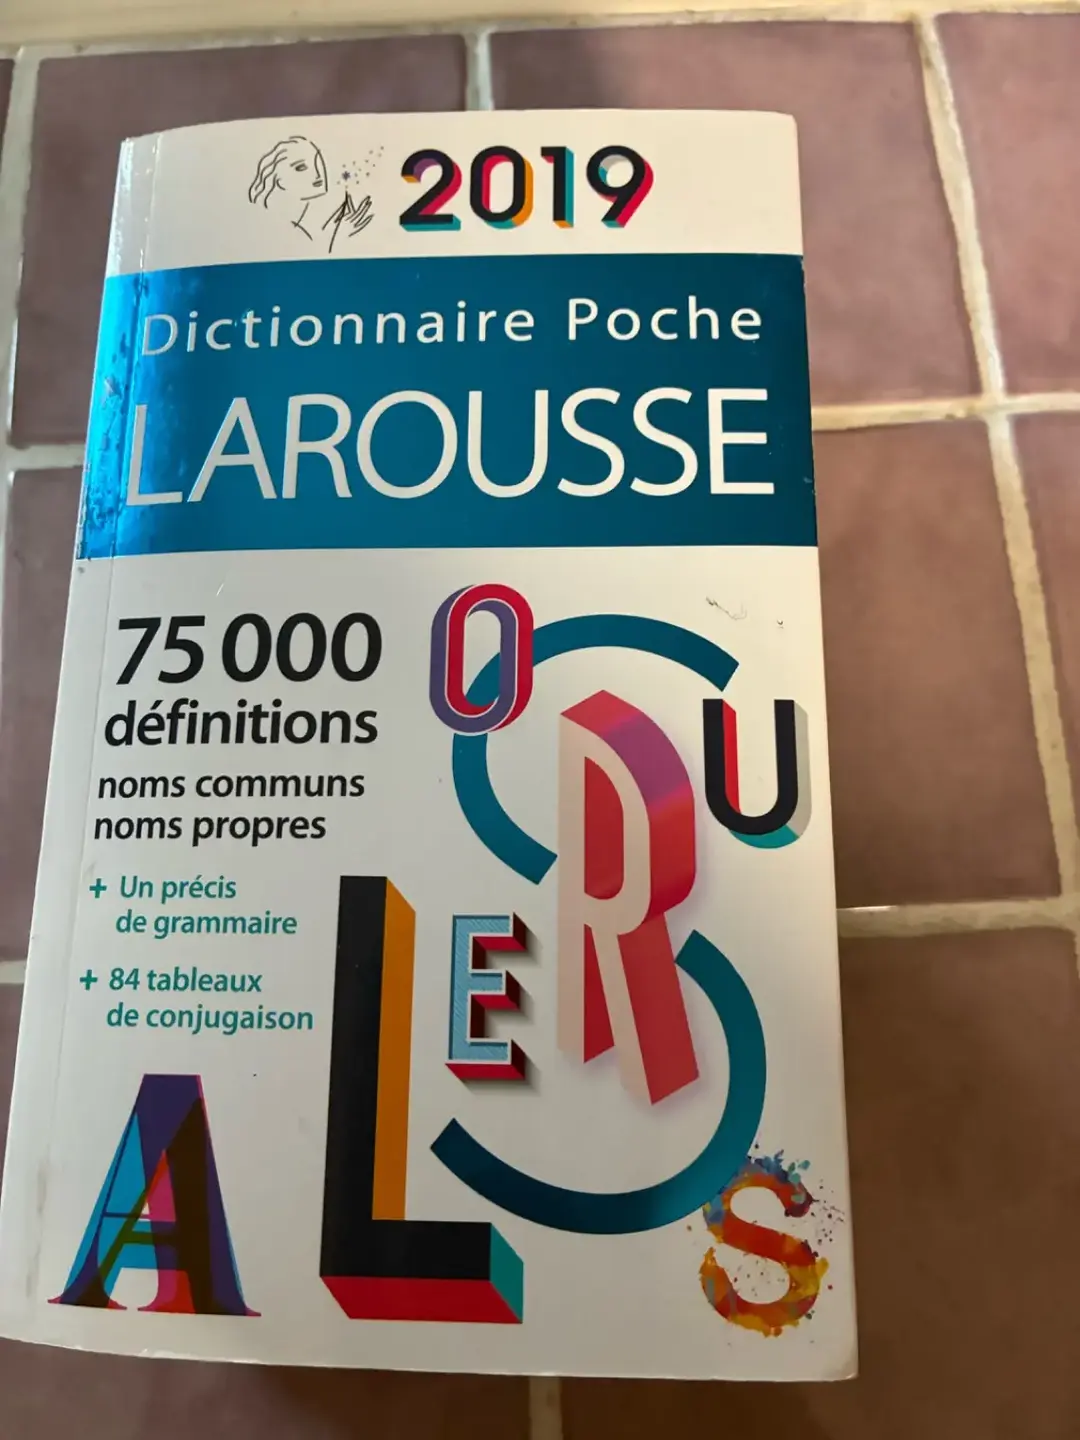 2019
Dictionnaire Poche
LAROUSSE
75 000
définitions
noms communs
noms propres
+ Un précis
de grammaire
+ 84 tableaux
de conjugaison
O
R
U
S
E
L
A
S